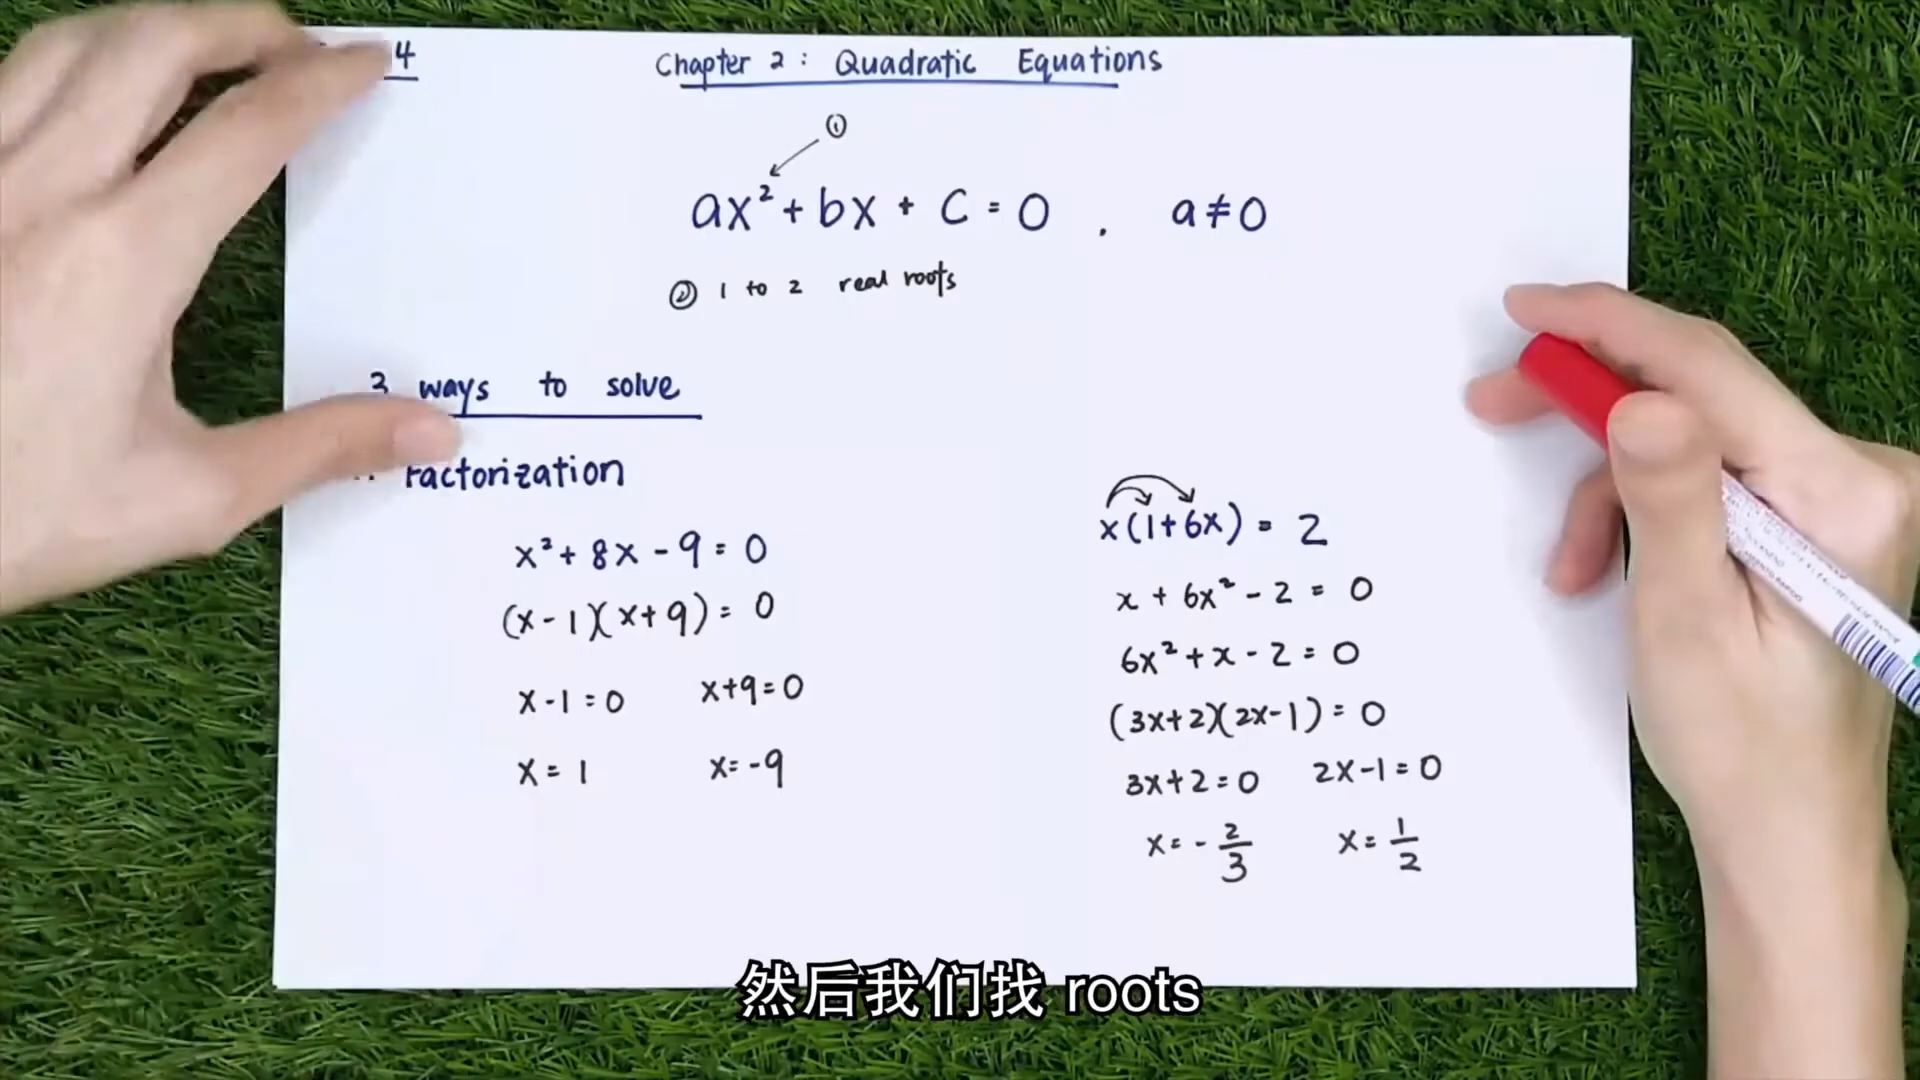 4
Chapter 2: Quadratic Equations
①
ax² + bx + c = 0 , a ≠ 0
② 1 to 2 real roots
3 ways to solve
Factorization
x² + 8x - 9 = 0
(x - 1)(x + 9) = 0
x - 1 = 0 x + 9 = 0
x = 1 x = -9
x(1+6x) = 2
x + 6x² - 2 = 0
6x² + x - 2 = 0
(3x+2)(2x-1) = 0
3x+2 = 0 2x-1 = 0
x = -2/3 x = 1/2
然后我们找 roots